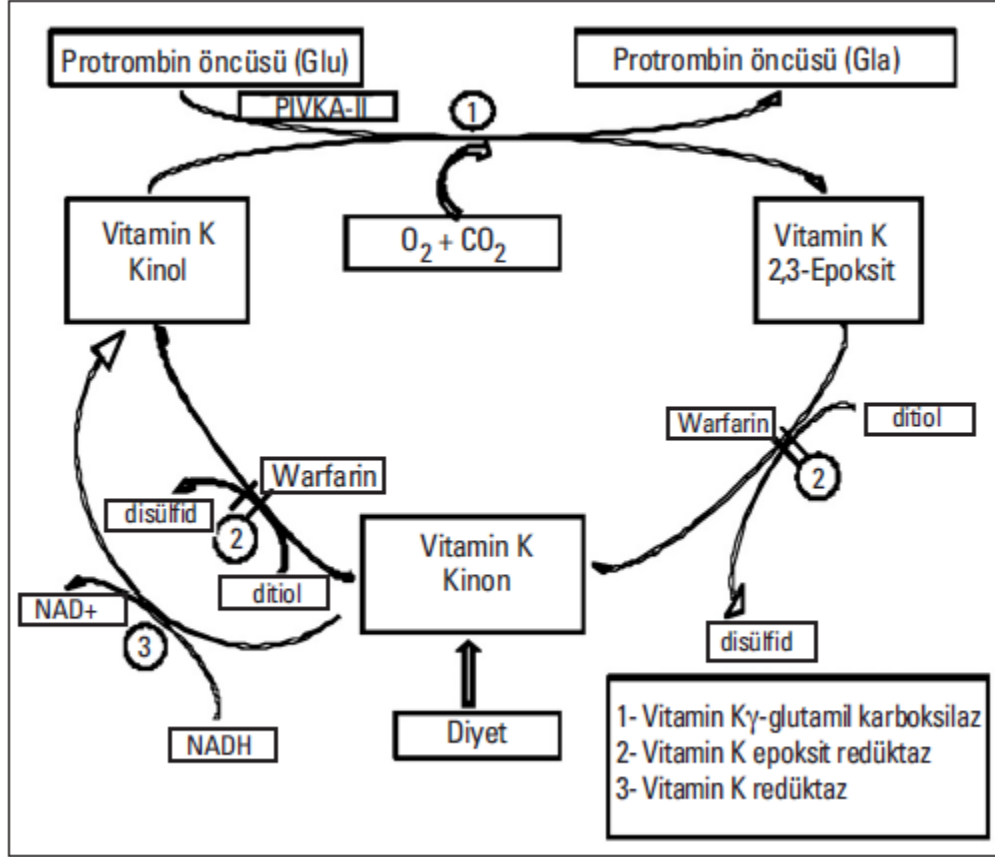 Protrombin öncüsü (Glu)
Protrombin öncüsü (Gla)
PIVKA-II
1
Vitamin K
Kinol
O2 + CO2
Vitamin K
2,3-Epoksit
Warfarin
ditiol
2
Warfarin
disülfid
2
ditiol
Vitamin K
Kinon
NAD+
3
disülfid
NADH
Diyet
1- Vitamin Kγ-glutamil karboksilaz
2- Vitamin K epoksit redüktaz
3- Vitamin K redüktaz